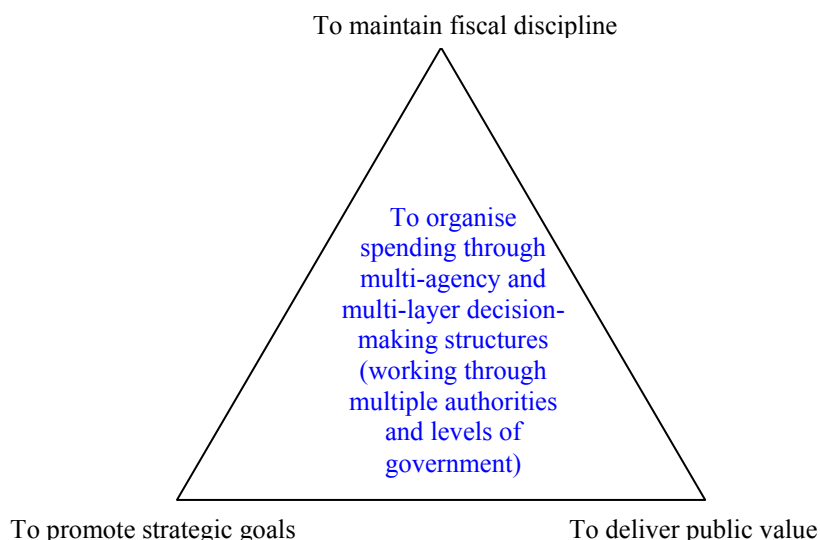 To maintain fiscal discipline
To organise
spending through
multi-agency and
multi-layer decision-
making structures
(working through
multiple authorities
and levels of
government)
To promote strategic goals
To deliver public value